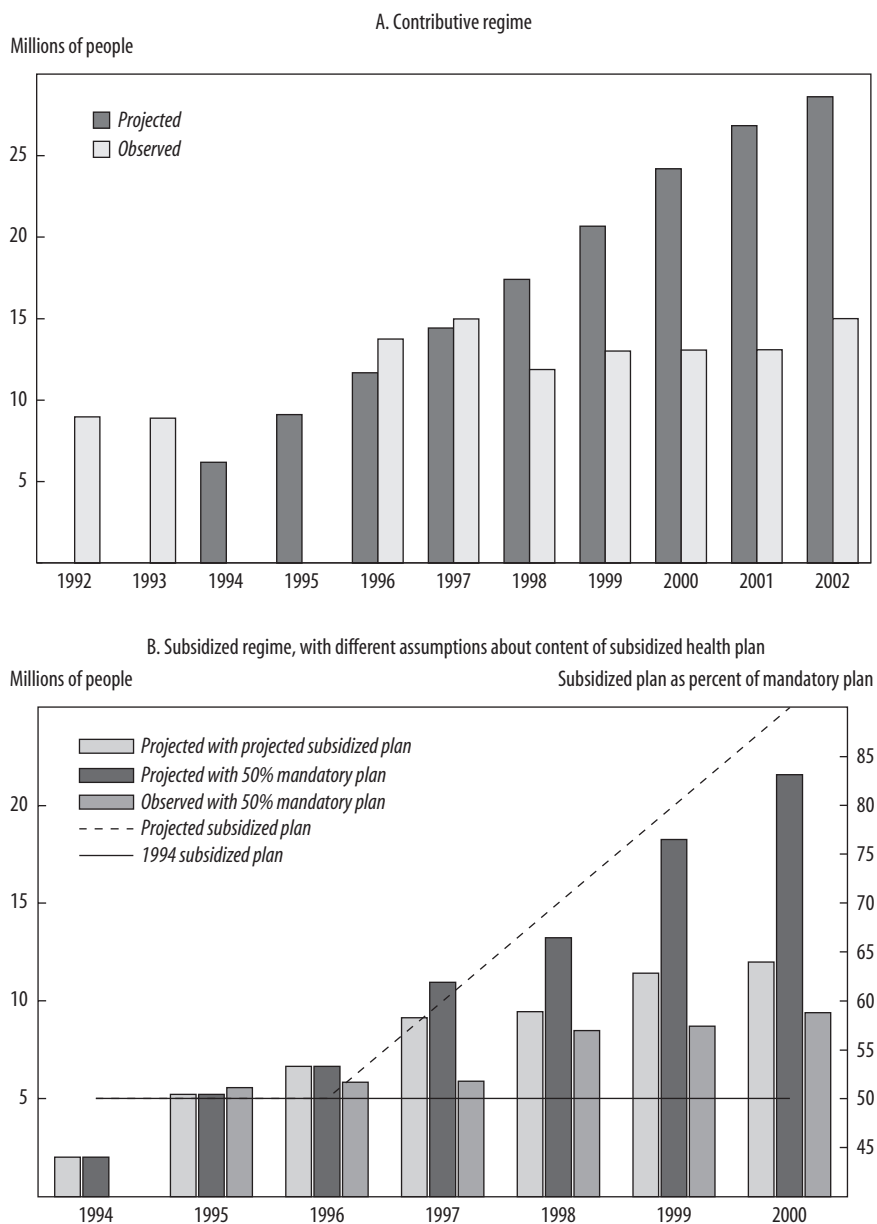 A. Contributive regime
Millions of people
Projected
Observed
25
20
15
10
5
1992 1993 1994 1995 1996 1997 1998 1999 2000 2001 2002
B. Subsidized regime, with different assumptions about content of subsidized health plan
Millions of people Subsidized plan as percent of mandatory plan
Projected with projected subsidized plan
Projected with 50% mandatory plan
Observed with 50% mandatory plan
Projected subsidized plan
1994 subsidized plan
20
15
10
5
85
80
75
70
65
60
55
50
45
1994 1995 1996 1997 1998 1999 2000